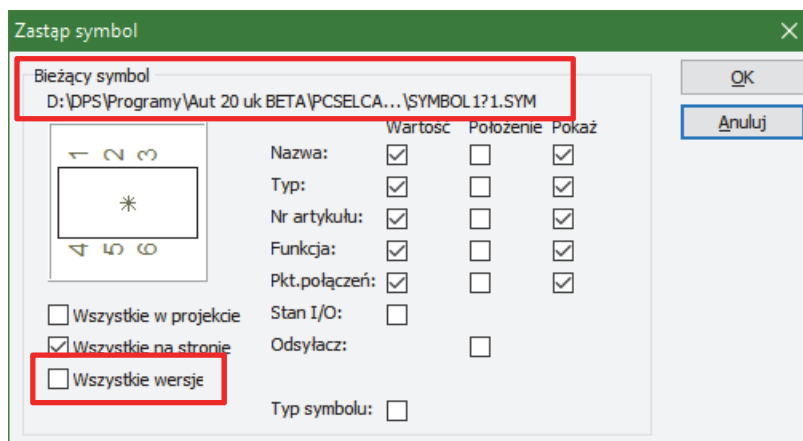 Zastąp symbol
Bieżący symbol
D:\DPS\Programy\Aut 20 uk BETA\PCSELCA...\SYMBOL1?1.SYM
OK
Anuluj
Wartość Położenie Pokaż
1 2 3
4 5 6
Nazwa:
Typ:
Nr artykułu:
Funkcja:
Pkt.połączeń:
Wszystkie w projekcie
Stan I/O:
Wszystkie na stronie
Odsyłacz:
Wszystkie wersje
Typ symbolu: